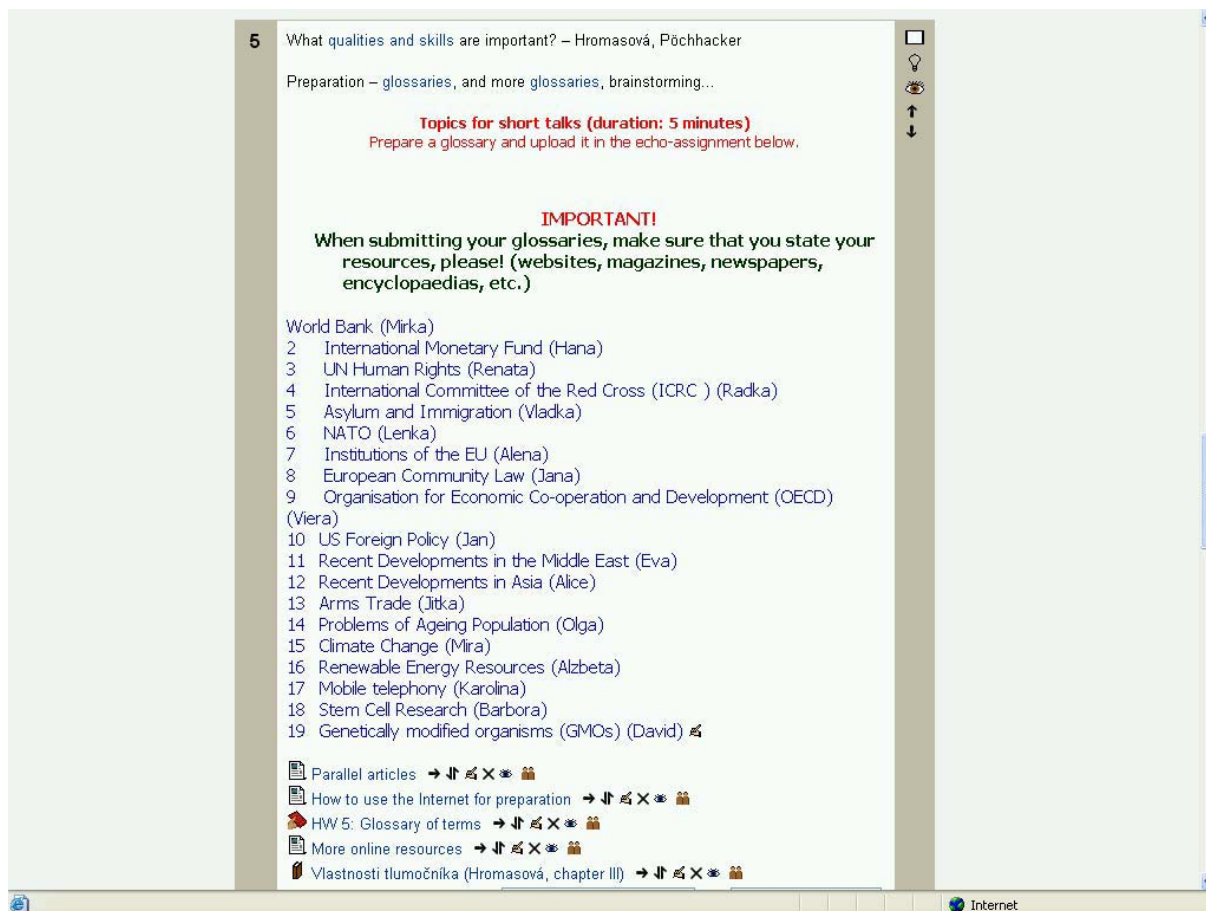 5
What qualities and skills are important? – Hromasová, Pöchhacker
Preparation – glossaries, and more glossaries, brainstorming...
Topics for short talks (duration: 5 minutes)
Prepare a glossary and upload it in the echo-assignment below.
IMPORTANT!
When submitting your glossaries, make sure that you state your
resources, please! (websites, magazines, newspapers,
encyclopaedias, etc.)
World Bank (Mirka)
2 International Monetary Fund (Hana)
3 UN Human Rights (Renata)
4 International Committee of the Red Cross (ICRC ) (Radka)
5 Asylum and Immigration (Vladka)
6 NATO (Lenka)
7 Institutions of the EU (Alena)
8 European Community Law (Jana)
9 Organisation for Economic Co-operation and Development (OECD)
(Viera)
10 US Foreign Policy (Jan)
11 Recent Developments in the Middle East (Eva)
12 Recent Developments in Asia (Alice)
13 Arms Trade (Jitka)
14 Problems of Ageing Population (Olga)
15 Climate Change (Mira)
16 Renewable Energy Resources (Alzbeta)
17 Mobile telephony (Karolina)
18 Stem Cell Research (Barbora)
19 Genetically modified organisms (GMOs) (David)
Parallel articles
How to use the Internet for preparation
HW 5: Glossary of terms
More online resources
Vlastnosti tlumočníka (Hromasová, chapter III)
Internet